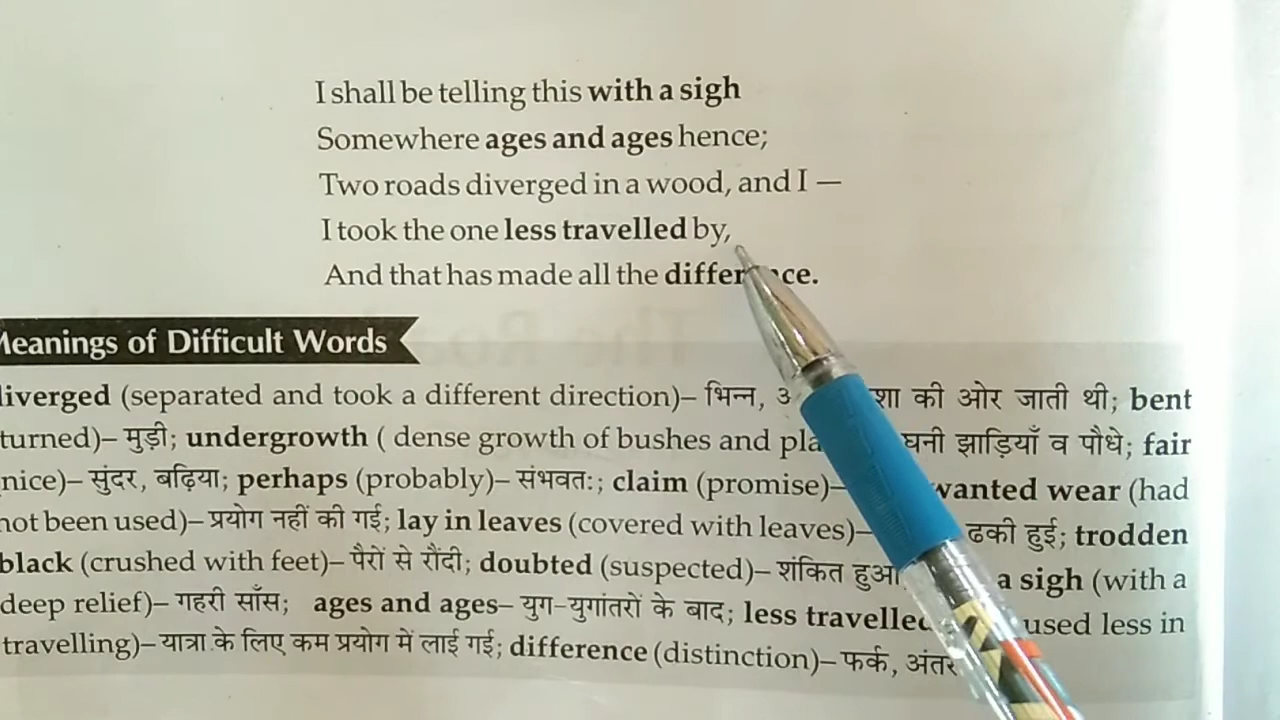 I shall be telling this with a sigh
Somewhere ages and ages hence;
Two roads diverged in a wood, and I —
I took the one less travelled by,
And that has made all the
Meanings of Difficult Words
diverged (separated and took a different direction)– भिन्न, की ओर जाती थी; bent
turned)– मुड़ी; undergrowth ( dense growth of bushes and घनी झाड़ियाँ व पौधे; fair
nice)– सुंदर, बढ़िया; perhaps (probably)– संभवतः; claim (promise)– wanted wear (had
not been used)– प्रयोग नहीं की गई; lay in leaves (covered with leaves)– ढकी हुई; trodden
black (crushed with feet)– पैरों से रौंदी; doubted (suspected)– शंकित हुआ a sigh (with a
deep relief)– गहरी साँस; ages and ages– युग-युगांतरों के बाद; less used less in
travelling)– यात्रा के लिए कम प्रयोग में लाई गई; difference (distinction)– फर्क, अंतर